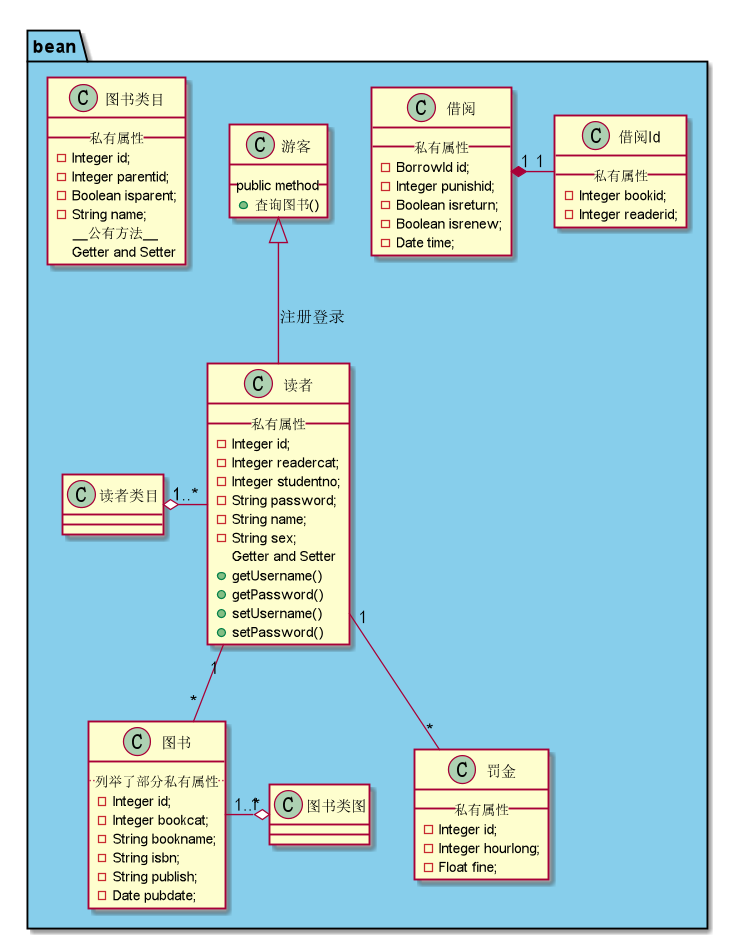 bean
C 图书类目
私有属性
Integer id;
Integer parentid;
Boolean isparent;
String name;
__公有方法__
Getter and Setter
C 游客
public method
查询图书()
C 借阅
私有属性
BorrowId id;
Integer punishid;
Boolean isreturn;
Boolean isrenew;
Date time;
1 1
C 借阅Id
私有属性
Integer bookid;
Integer readerid;
注册登录
C 读者
私有属性
Integer id;
Integer readercat;
Integer studentno;
String password;
String name;
String sex;
Getter and Setter
getUsername()
getPassword()
setUsername()
setPassword()
C 读者类目
1..*
1
*
1
*
C 图书
列举了部分私有属性
Integer id;
Integer bookcat;
String bookname;
String isbn;
String publish;
Date pubdate;
1..*
C 图书类图
C 罚金
私有属性
Integer id;
Integer hourlong;
Float fine;